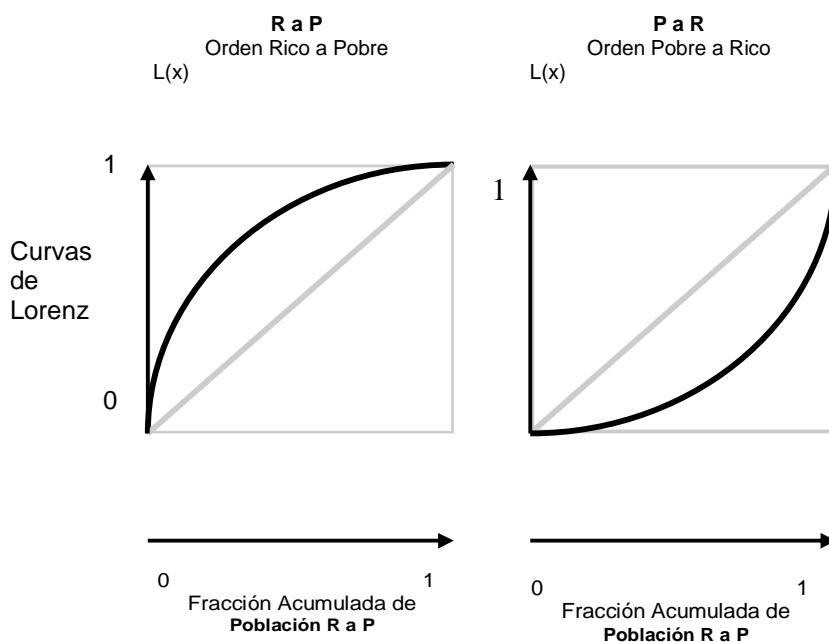 R a P
Orden Rico a Pobre
L(x)
P a R
Orden Pobre a Rico
L(x)
1
1
Curvas
de
Lorenz
0
0
1
Fracción Acumulada de
Población R a P
0
1
Fracción Acumulada de
Población R a P